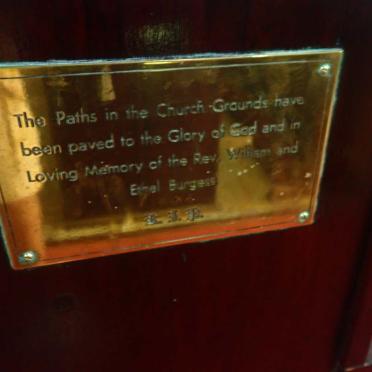 The Paths in the Church Grounds have
been paved to the Glory of God and in
Loving Memory of the Rev. William and
Ethel Burgess
R.I.P.